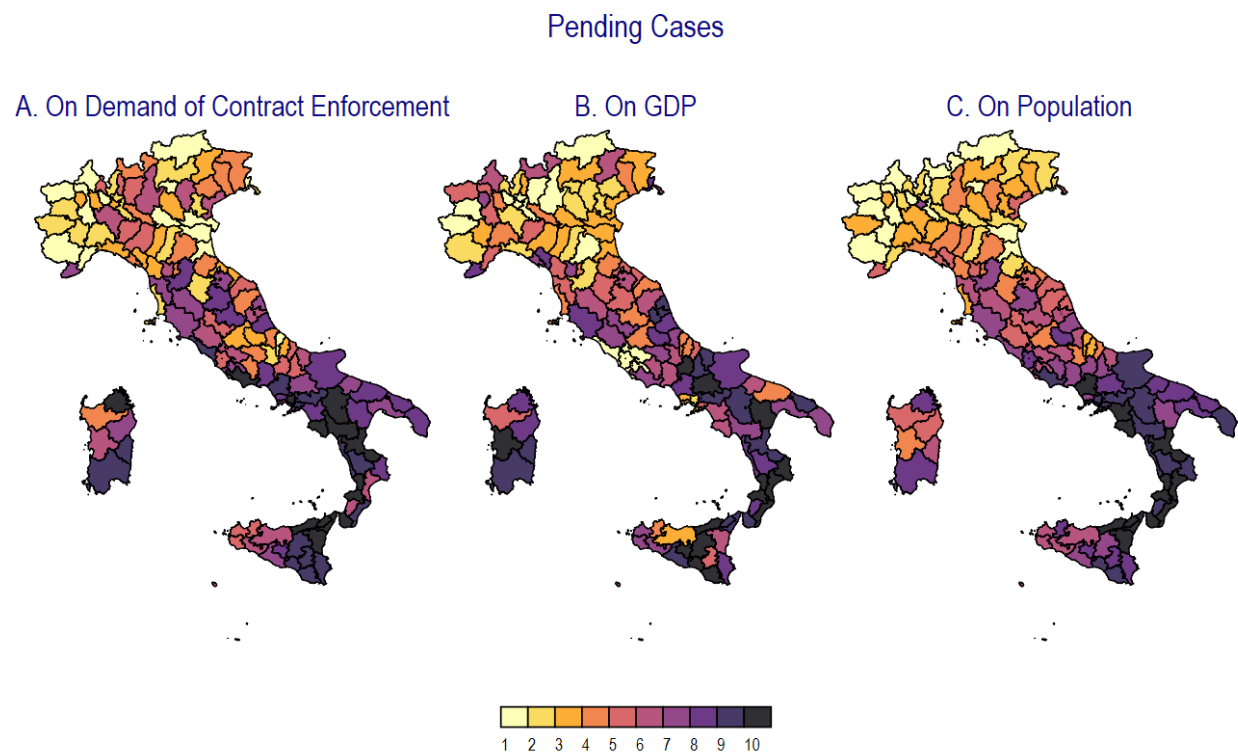 Pending Cases
A. On Demand of Contract Enforcement
B. On GDP
C. On Population
1 2 3 4 5 6 7 8 9 10